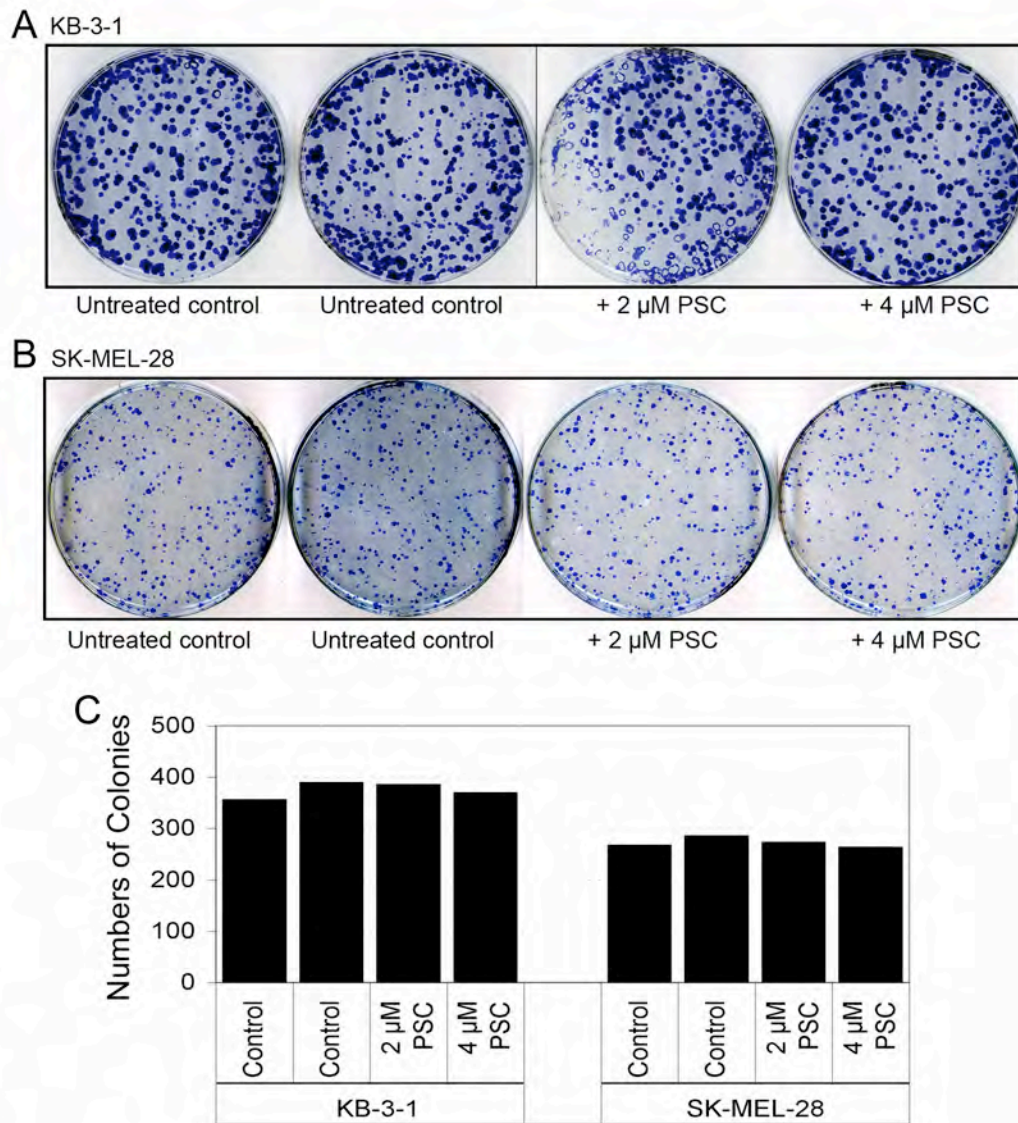 A KB-3-1
Untreated control Untreated control + 2 µM PSC + 4 µM PSC
B SK-MEL-28
Untreated control Untreated control + 2 µM PSC + 4 µM PSC
C
Numbers of Colonies
500
400
300
200
100
0
Control
Control
2 µM
PSC
4 µM
PSC
Control
Control
2 µM
PSC
4 µM
PSC
KB-3-1 SK-MEL-28